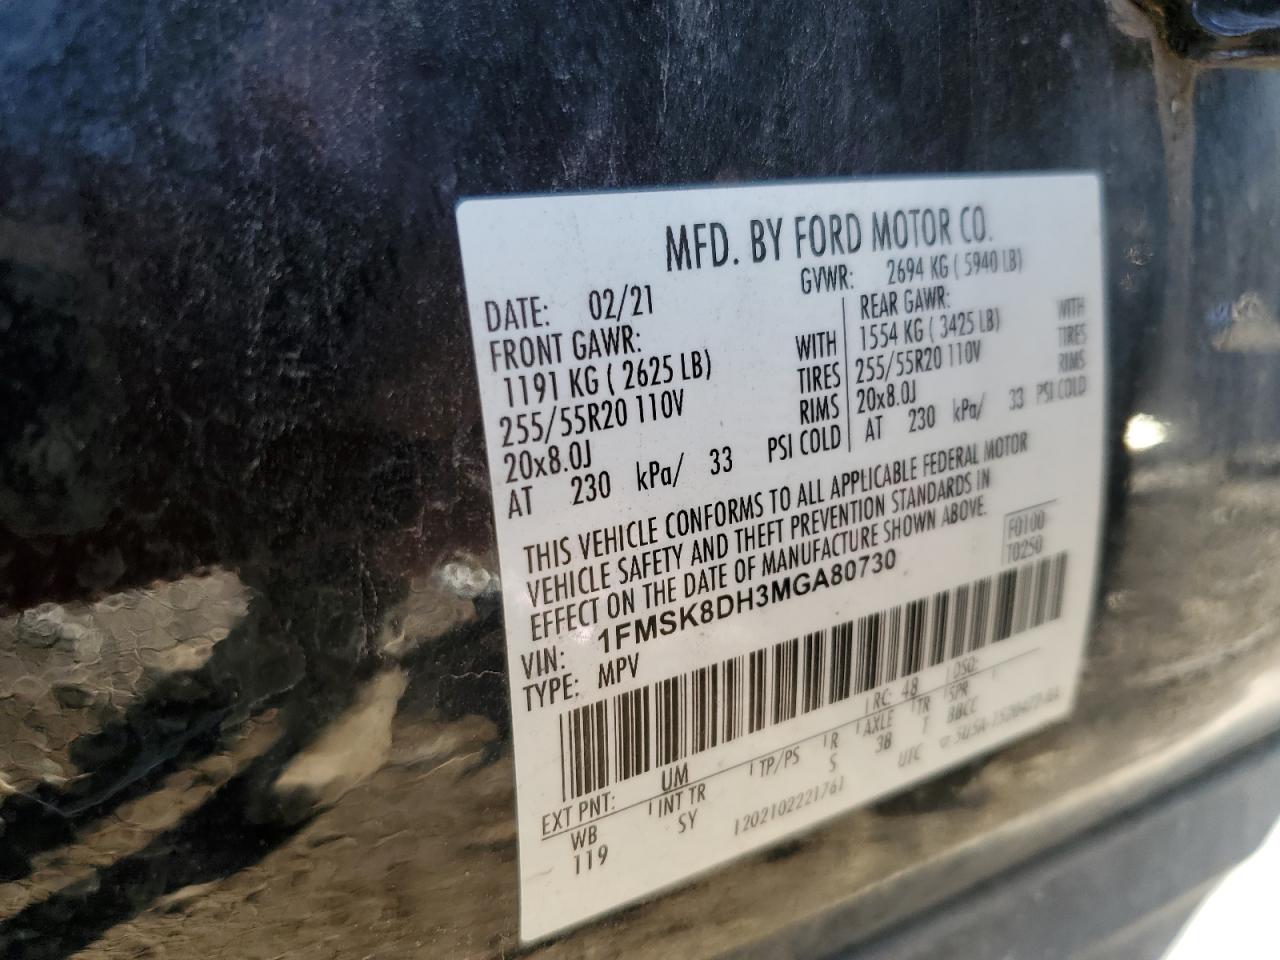 MFD. BY FORD MOTOR CO.
DATE: 02/21 GVWR: 2694 KG ( 5940 LB)
FRONT GAWR: REAR GAWR:
1191 KG ( 2625 LB) WITH 1554 KG ( 3425 LB) WITH
255/55R20 110V TIRES 255/55R20 110V TIRES
20x8.0J RIMS 20x8.0J RIMS
AT 230 kPa/ 33 PSI COLD AT 230 kPa/ 33 PSI COLD
THIS VEHICLE CONFORMS TO ALL APPLICABLE FEDERAL MOTOR
VEHICLE SAFETY AND THEFT PREVENTION STANDARDS IN
EFFECT ON THE DATE OF MANUFACTURE SHOWN ABOVE.
F0100
T0250
VIN: 1FMSK8DH3MGA80730
TYPE: MPV
EXT PNT: UM RC: 48 DSO:
WB INT TR TP/PS R AXLE TR SPR
119 SY S 3B T BBCC
1202102221761 UTC